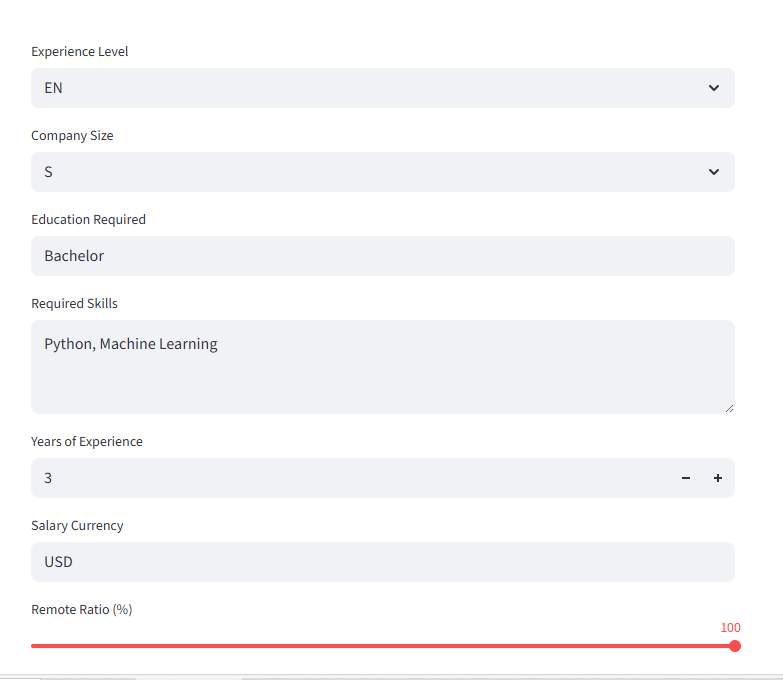 Experience Level
EN
Company Size
S
Education Required
Bachelor
Required Skills
Python, Machine Learning
Years of Experience
3
Salary Currency
USD
Remote Ratio (%)
100